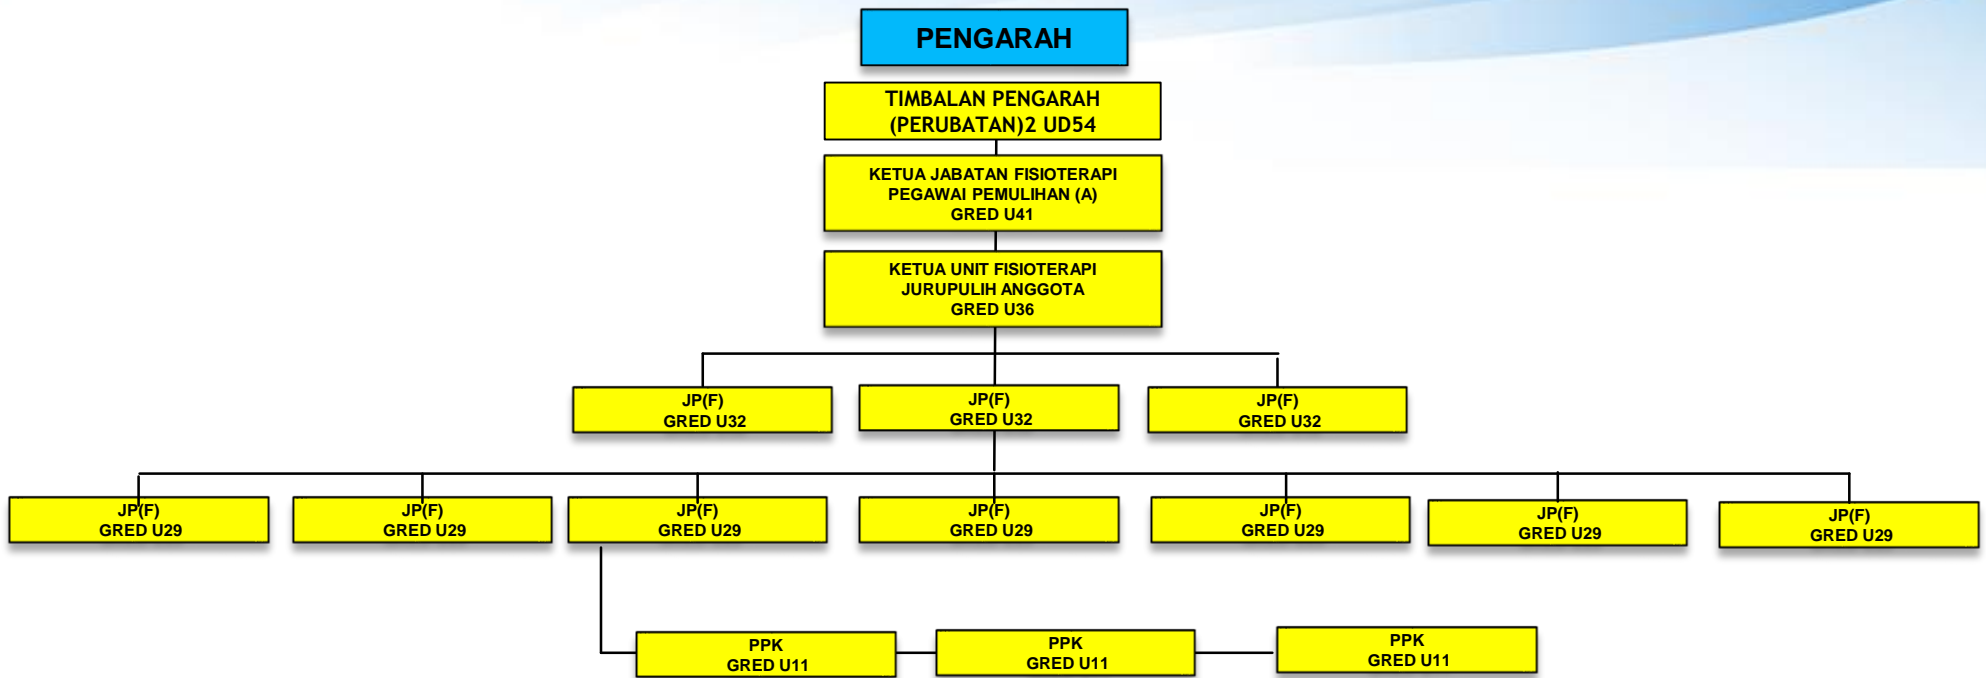 PENGARAH
TIMBALAN PENGARAH
(PERUBATAN)2 UD54
KETUA JABATAN FISIOTERAPI
PEGAWAI PEMULIHAN (A)
GRED U41
KETUA UNIT FISIOTERAPI
JURUPULIH ANGGOTA
GRED U36
JP(F)
GRED U32
JP(F)
GRED U32
JP(F)
GRED U32
JP(F)
GRED U29
JP(F)
GRED U29
JP(F)
GRED U29
JP(F)
GRED U29
JP(F)
GRED U29
JP(F)
GRED U29
JP(F)
GRED U29
PPK
GRED U11
PPK
GRED U11
PPK
GRED U11